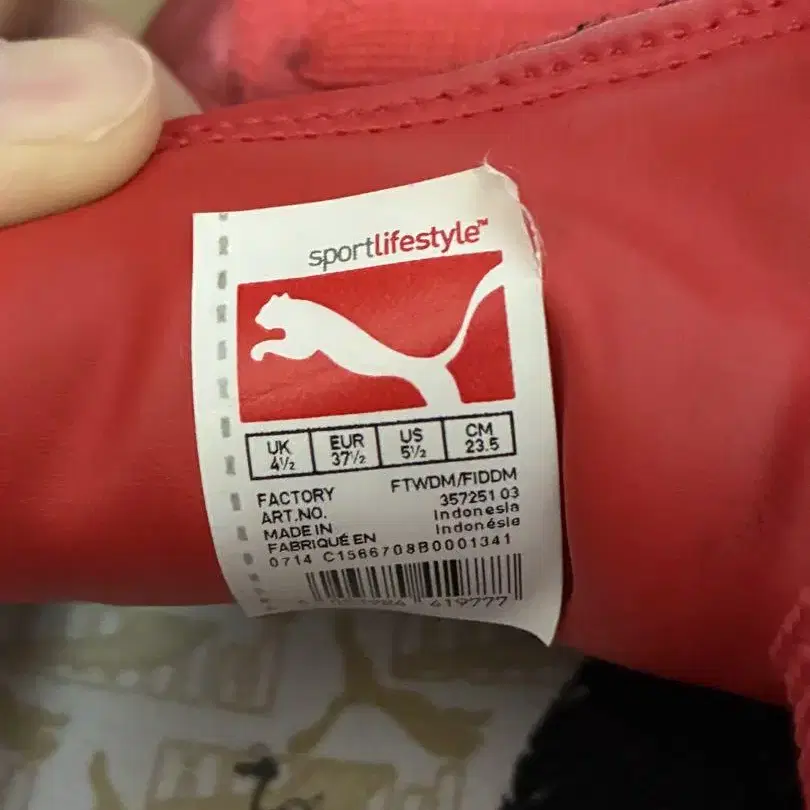 sportlifestyle™
UK EUR US CM
4½ 37½ 5½ 23.5
FACTORY FTWDM/FIDDM
ART.NO. 357251 03
MADE IN Indonesia
FABRIQUÉ EN Indonésie
0714 C1566708B0001341
619777